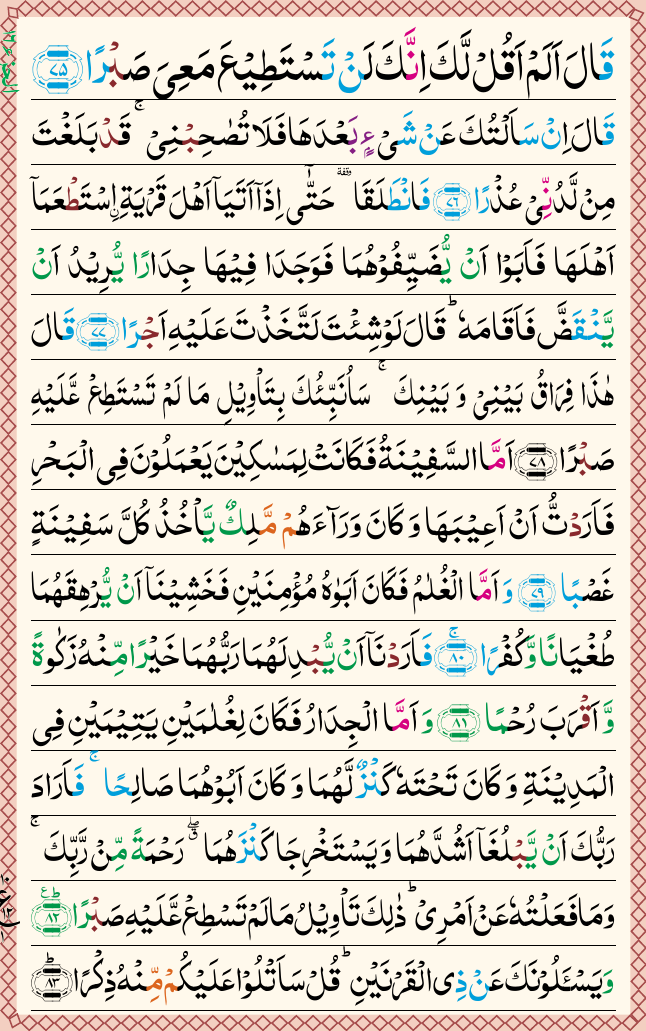 قَالَ اَلَمْ اَقُلْ لَّكَ اِنَّكَ لَنْ تَسْتَطِيْعَ مَعِىَ صَبْرًا ﴿۷۵﴾
قَالَ اِنْ سَاَلْتُكَ عَنْ شَىْءٍۭ بَعْدَهَا فَلَا تُصٰحِبْنِىْ ۚ قَدْ بَلَغْتَ
مِنْ لَّدُنِّىْ عُذْرًا ﴿۷۶﴾ فَانْطَلَقَا ۥ حَتّٰٓى اِذَاۤ اَتَيَاۤ اَهْلَ قَرْيَةِ ۨاسْتَطْعَمَاۤ
اَهْلَهَا فَاَبَوْا اَنْ يُّضَيِّفُوْهُمَا فَوَجَدَا فِيْهَا جِدَارًا يُّرِيْدُ اَنْ
يَّنْقَضَّ فَاَقَامَهٗ ؕ قَالَ لَوْ شِئْتَ لَتَّخَذْتَ عَلَيْهِ اَجْرًا ﴿۷۷﴾ قَالَ
هٰذَا فِرَاقُ بَيْنِىْ وَ بَيْنِكَ ۚ سَاُنَبِّئُكَ بِتَاْوِيْلِ مَا لَمْ تَسْتَطِعْ عَّلَيْهِ
صَبْرًا ﴿۷۸﴾ اَمَّا السَّفِيْنَةُ فَكَانَتْ لِمَسٰكِيْنَ يَعْمَلُوْنَ فِى الْبَحْرِ
فَاَرَدْتُّ اَنْ اَعِيْبَهَا وَ كَانَ وَرَآءَهُمْ مَّلِكٌ يَّاْخُذُ كُلَّ سَفِيْنَةٍ
غَصْبًا ﴿۷۹﴾ وَ اَمَّا الْغُلٰمُ فَكَانَ اَبَوٰهُ مُؤْمِنَيْنِ فَخَشِيْنَاۤ اَنْ يُّرْهِقَهُمَا
طُغْيَانًا وَّكُفْرًا ﴿۸۰﴾ۚ فَاَرَدْنَاۤ اَنْ يُّبْدِلَهُمَا رَبُّهُمَا خَيْرًا مِّنْهُ زَكٰوةً
وَّ اَقْرَبَ رُحْمًا ﴿۸۱﴾ وَ اَمَّا الْجِدَارُ فَكَانَ لِغُلٰمَيْنِ يَتِيْمَيْنِ فِى
الْمَدِيْنَةِ وَ كَانَ تَحْتَهٗ كَنْزٌ لَّهُمَا وَ كَانَ اَبُوْهُمَا صَالِحًا ۚ فَاَرَادَ
رَبُّكَ اَنْ يَّبْلُغَاۤ اَشُدَّهُمَا وَ يَسْتَخْرِجَا كَنْزَهُمَا ۖ رَحْمَةً مِّنْ رَّبِّكَ ۚ
وَ مَا فَعَلْتُهٗ عَنْ اَمْرِىْ ؕ ذٰلِكَ تَاْوِيْلُ مَا لَمْ تَسْطِعْ عَّلَيْهِ صَبْرًا ﴿۸۲﴾ؕ
وَ يَسْـَٔلُوْنَكَ عَنْ ذِى الْقَرْنَيْنِ ؕ قُلْ سَاَتْلُوْا عَلَيْكُمْ مِّنْهُ ذِكْرًا ﴿۸۳﴾ؕ